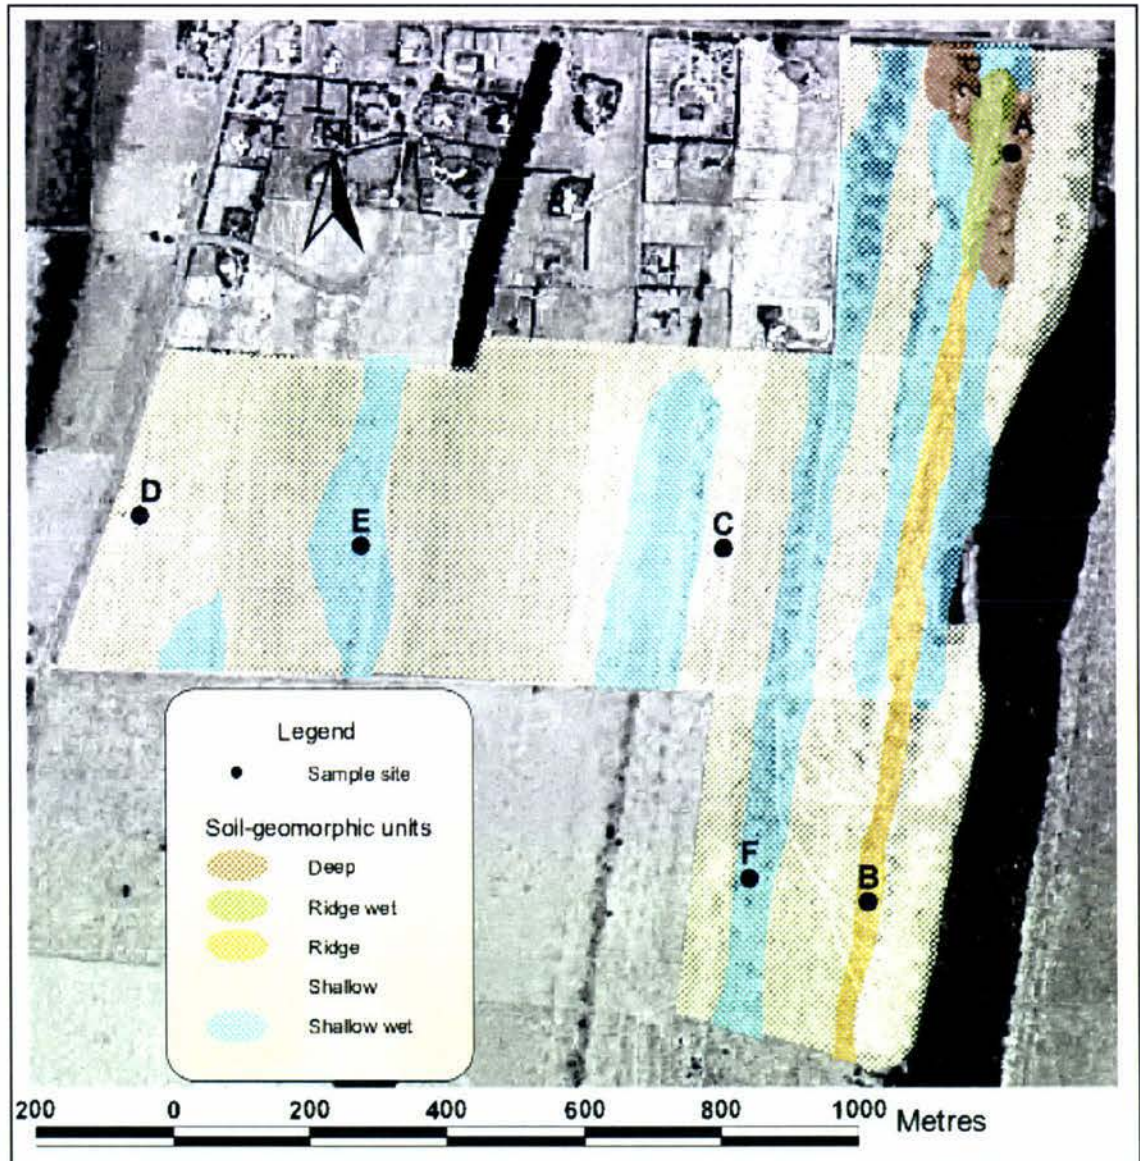 2d
A
D
E
C
F
B
Legend
Sample site
Soil-geomorphic units
Deep
Ridge wet
Ridge
Shallow
Shallow wet
200 0 200 400 600 800 1000 Metres